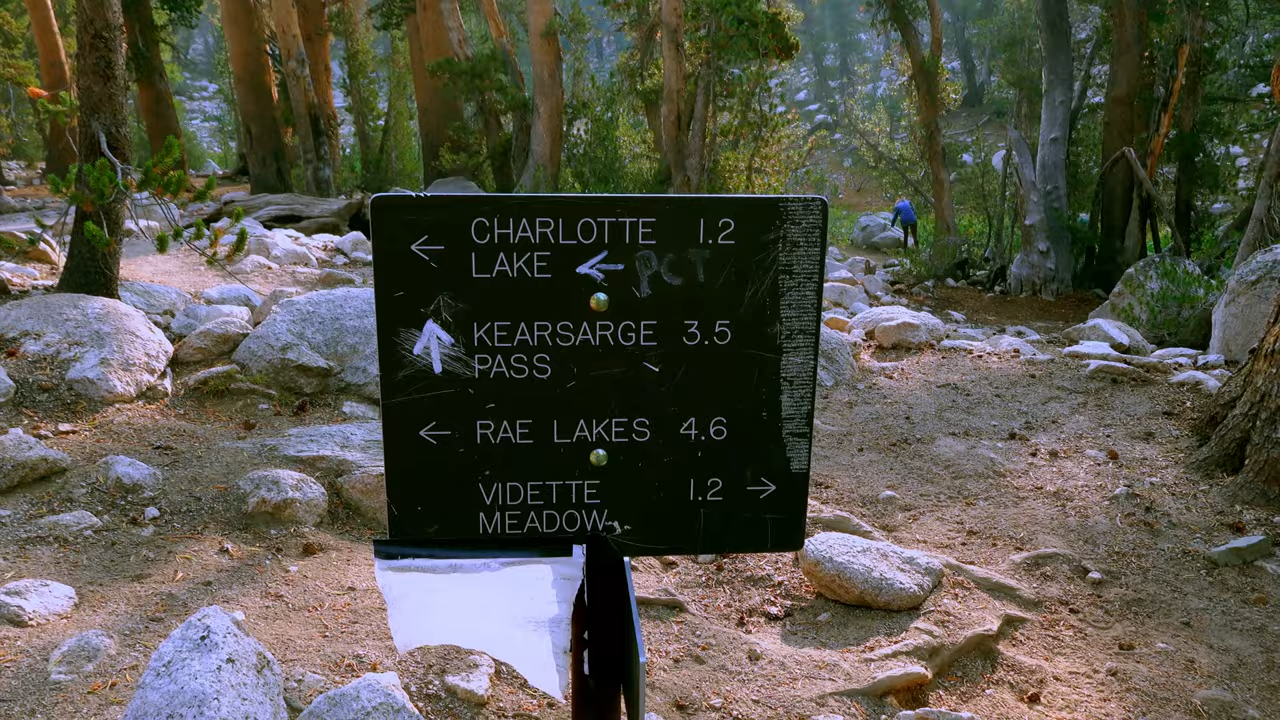 ← CHARLOTTE 1.2
LAKE ← PCT
↑ KEARSARGE 3.5
PASS
← RAE LAKES 4.6
VIDETTE 1.2 →
MEADOW